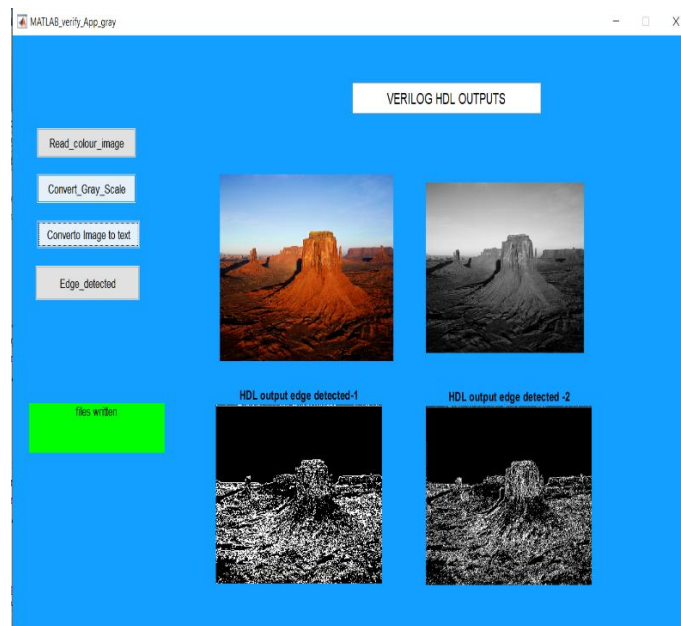 MATLAB_verify_App_gray
VERILOG HDL OUTPUTS
Read_colour_image
Convert_Gray_Scale
Converto Image to text
Edge_detected
files written
HDL output edge detected-1
HDL output edge detected -2